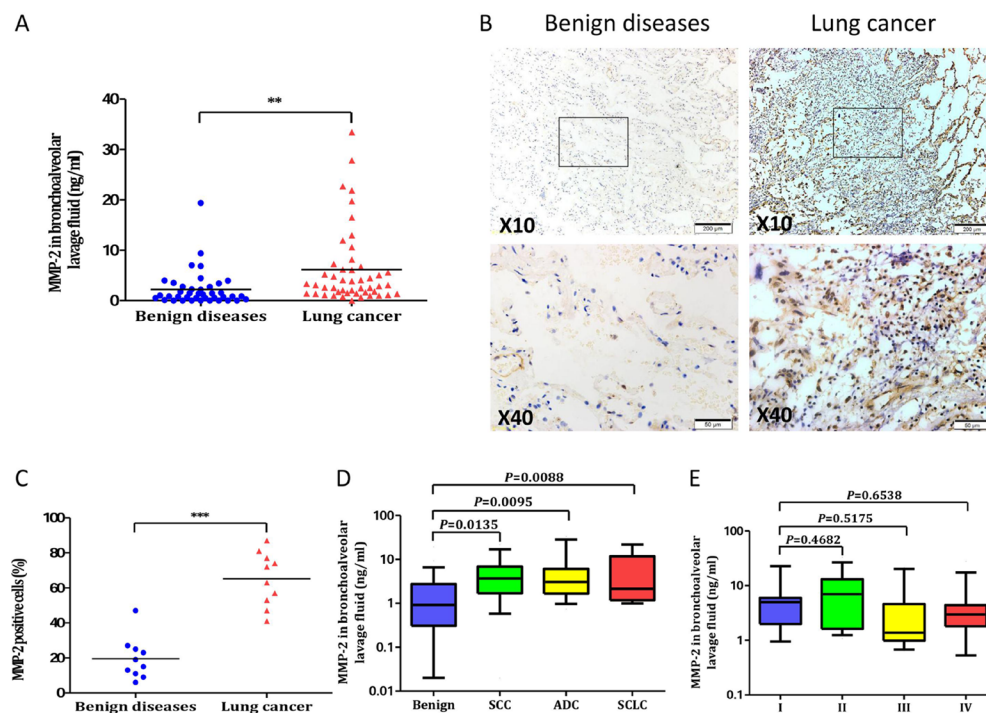 A
MMP-2 in bronchoalveolar
lavage fluid (ng/ml)
40
30
20
10
0
**
Benign diseases
Lung cancer
B
Benign diseases
Lung cancer
X10
200 μm
X10
200 μm
X40
50 μm
X40
50 μm
C
MMP-2 positive cells (%)
100
80
60
40
20
0
***
Benign diseases
Lung cancer
D
P=0.0088
P=0.0095
P=0.0135
MMP-2 in bronchoalveolar
lavage fluid (ng/ml)
100
10
1
0.1
0.01
Benign
SCC
ADC
SCLC
E
P=0.6538
P=0.5175
P=0.4682
MMP-2 in bronchoalveolar
lavage fluid (ng/ml)
100
10
1
0.1
I
II
III
IV